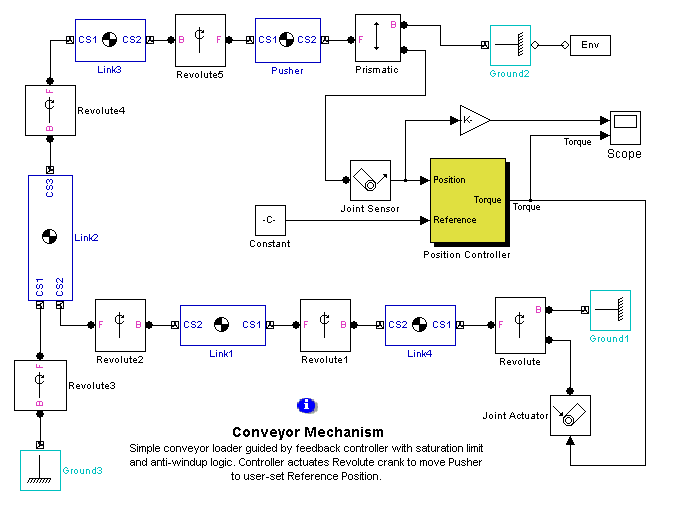 CS1 CS2
Link3
B F
Revolute5
CS1 CS2
Pusher
F B
Prismatic
Ground2
Env
F
B
Revolute4
K-
Torque
Scope
CS3
CS1
CS2
Link2
Joint Sensor
-C-
Constant
Position
Reference
Torque
Torque
Position Controller
F B
Revolute2
CS2 CS1
Link1
F B
Revolute1
CS2 CS1
Link4
F B
Revolute
Ground1
F
B
Revolute3
Ground3
Joint Actuator
i
Conveyor Mechanism
Simple conveyor loader guided by feedback controller with saturation limit
and anti-windup logic. Controller actuates Revolute crank to move Pusher
to user-set Reference Position.